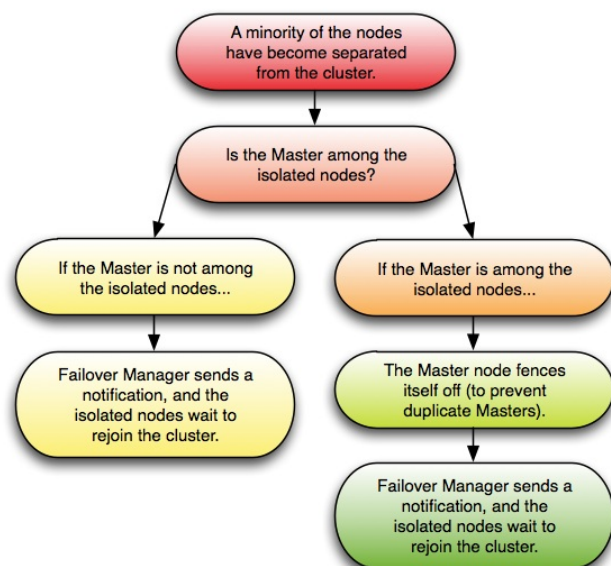 A minority of the nodes
have become separated
from the cluster.
Is the Master among the
isolated nodes?
If the Master is not among
the isolated nodes...
If the Master is among the
isolated nodes...
Failover Manager sends a
notification, and the
isolated nodes wait to
rejoin the cluster.
The Master node fences
itself off (to prevent
duplicate Masters).
Failover Manager sends a
notification, and the
isolated nodes wait to
rejoin the cluster.